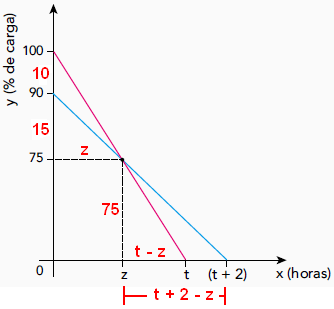 y (% de carga)
100
10
90
15
75
z
75
t - z
0
z
t
(t + 2)
x (horas)
t + 2 - z